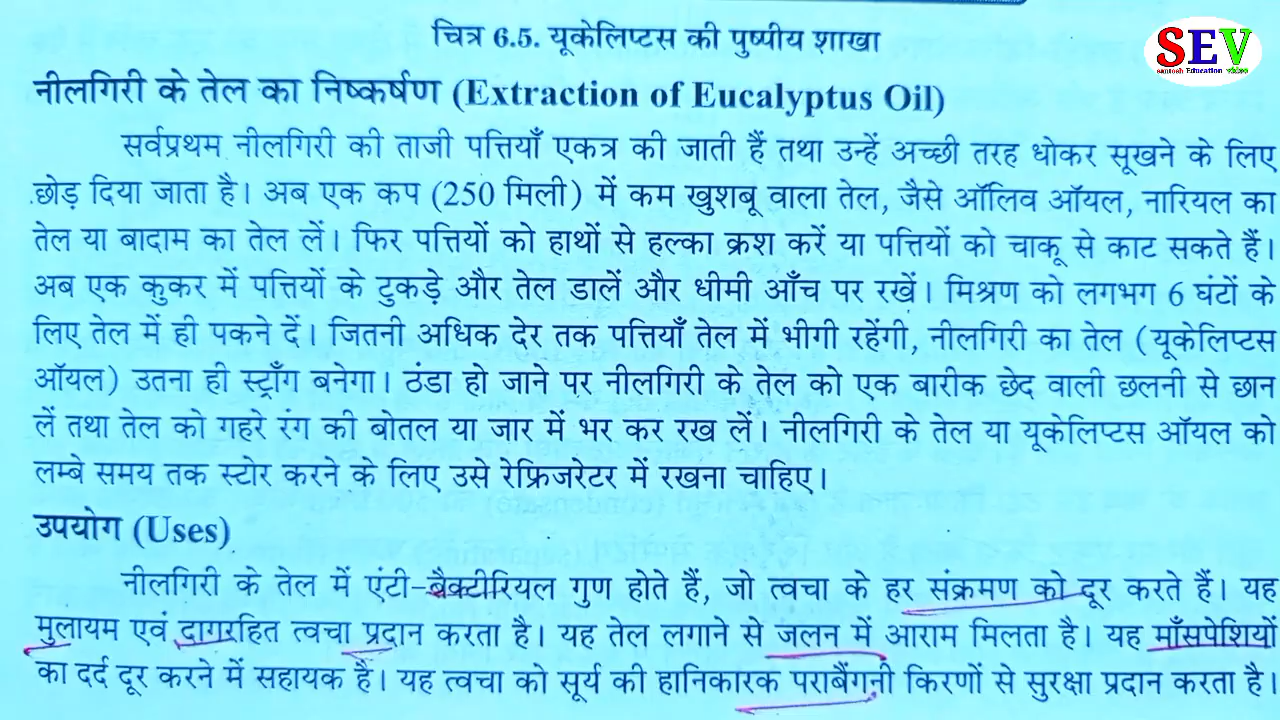 चित्र 6.5. यूकेलिप्टस की पुष्पीय शाखा
SEV
santosh Education video
नीलगिरी के तेल का निष्कर्षण (Extraction of Eucalyptus Oil)
सर्वप्रथम नीलगिरी की ताजी पत्तियाँ एकत्र की जाती हैं तथा उन्हें अच्छी तरह धोकर सूखने के लिए
छोड़ दिया जाता है। अब एक कप (250 मिली) में कम खुशबू वाला तेल, जैसे ऑलिव ऑयल, नारियल का
तेल या बादाम का तेल लें। फिर पत्तियों को हाथों से हल्का क्रश करें या पत्तियों को चाकू से काट सकते हैं।
अब एक कुकर में पत्तियों के टुकड़े और तेल डालें और धीमी आँच पर रखें। मिश्रण को लगभग 6 घंटों के
लिए तेल में ही पकने दें। जितनी अधिक देर तक पत्तियाँ तेल में भीगी रहेंगी, नीलगिरी का तेल (यूकेलिप्टस
ऑयल) उतना ही स्ट्राँग बनेगा। ठंडा हो जाने पर नीलगिरी के तेल को एक बारीक छेद वाली छलनी से छान
लें तथा तेल को गहरे रंग की बोतल या जार में भर कर रख लें। नीलगिरी के तेल या यूकेलिप्टस ऑयल को
लम्बे समय तक स्टोर करने के लिए उसे रेफ्रिजरेटर में रखना चाहिए।
उपयोग (Uses)
नीलगिरी के तेल में एंटी-बैक्टीरियल गुण होते हैं, जो त्वचा के हर संक्रमण को दूर करते हैं। यह
मुलायम एवं दागरहित त्वचा प्रदान करता है। यह तेल लगाने से जलन में आराम मिलता है। यह माँसपेशियों
का दर्द दूर करने में सहायक है। यह त्वचा को सूर्य की हानिकारक पराबैंगनी किरणों से सुरक्षा प्रदान करता है।